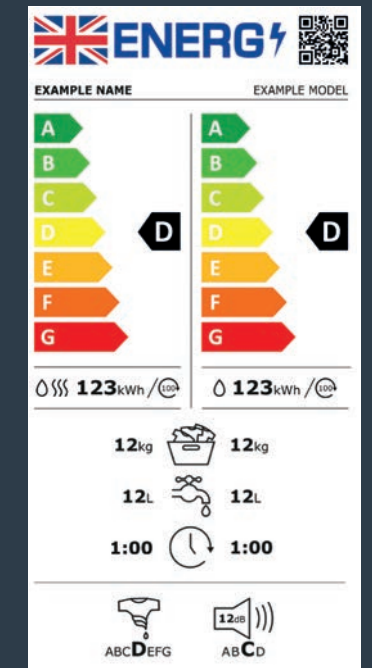 ENERG
EXAMPLE NAME EXAMPLE MODEL
A A
B B
C C
D D D D
E E
F F
G G
123kWh/100 123kWh/100
12kg 12kg
12L 12L
1:00 1:00
12dB
ABCDEFG ABCD